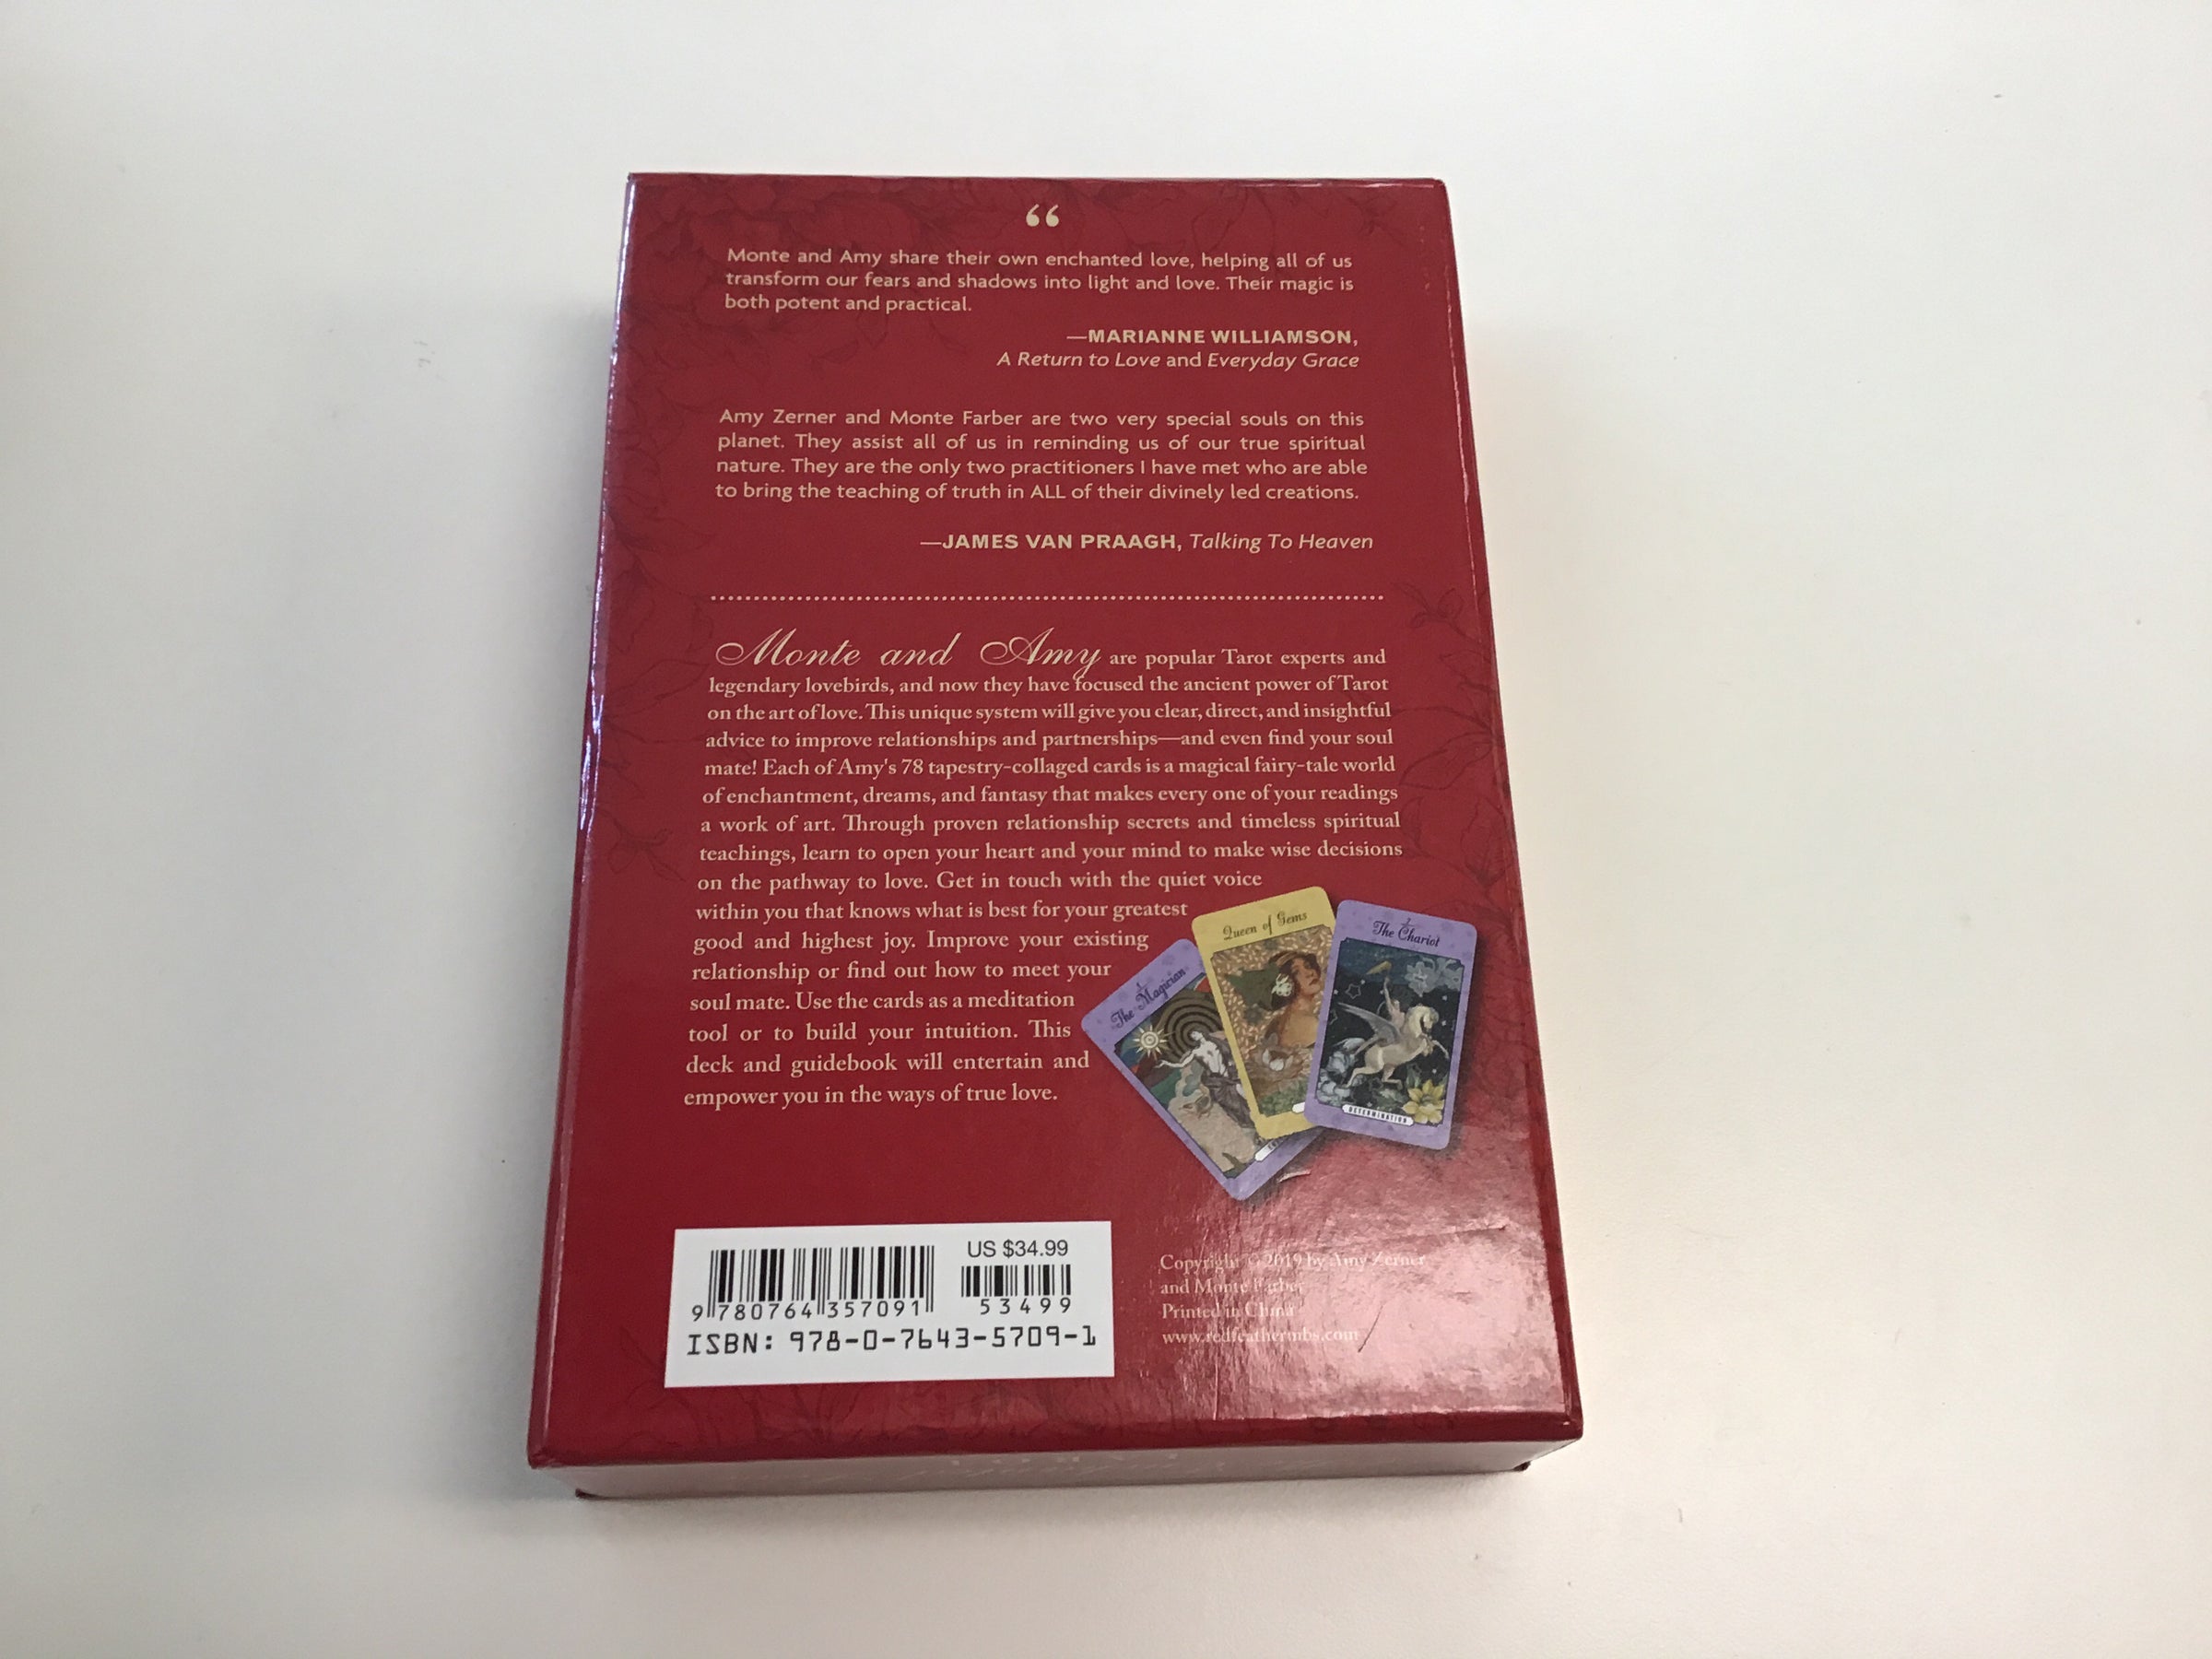 “
Monte and Amy share their own enchanted love, helping all of us
transform our fears and shadows into light and love. Their magic is
both potent and practical.
—MARIANNE WILLIAMSON,
A Return to Love and Everyday Grace
Amy Zerner and Monte Farber are two very special souls on this
planet. They assist all of us in reminding us of our true spiritual
nature. They are the only two practitioners I have met who are able
to bring the teaching of truth in ALL of their divinely led creations.
—JAMES VAN PRAAGH, Talking To Heaven
Monte and Amy are popular Tarot experts and
legendary lovebirds, and now they have focused the ancient power of Tarot
on the art of love. This unique system will give you clear, direct, and insightful
advice to improve relationships and partnerships—and even find your soul
mate! Each of Amy's 78 tapestry-collaged cards is a magical fairy-tale world
of enchantment, dreams, and fantasy that makes every one of your readings
a work of art. Through proven relationship secrets and timeless spiritual
teachings, learn to open your heart and your mind to make wise decisions
on the pathway to love. Get in touch with the quiet voice
within you that knows what is best for your greatest
good and highest joy. Improve your existing
relationship or find out how to meet your
soul mate. Use the cards as a meditation
tool or to build your intuition. This
deck and guidebook will entertain and
empower you in the ways of true love.
1
The Magician
Queen of Gems
7
The Chariot
DETERMINATION
US $34.99
9 780764 357091
53499
ISBN: 978-0-7643-5709-1
Copyright © 2019 by Amy Zerner
and Monte Farber
Printed in China
www.redfeathermbs.com